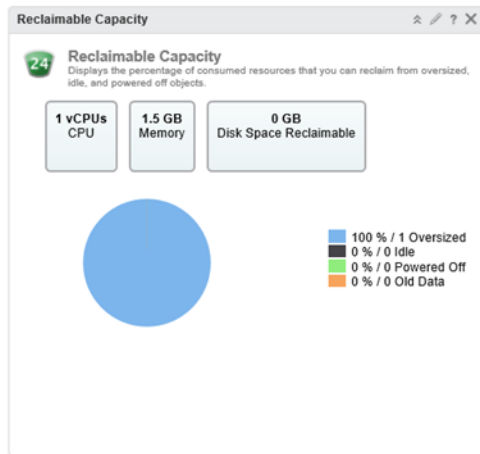 Reclaimable Capacity
?
24
Reclaimable Capacity
Displays the percentage of consumed resources that you can reclaim from oversized,
idle, and powered off objects.
1 vCPUs
CPU
1.5 GB
Memory
0 GB
Disk Space Reclaimable
100 % / 1 Oversized
0 % / 0 Idle
0 % / 0 Powered Off
0 % / 0 Old Data